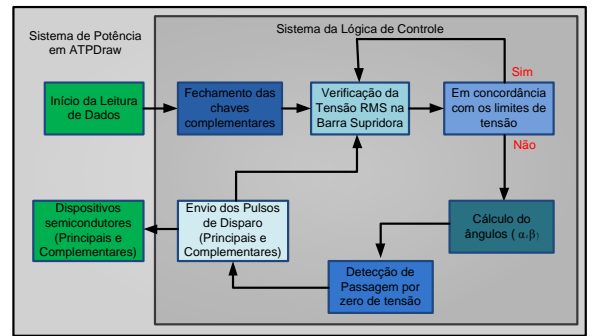 Sistema de Potência
em ATPDraw
Sistema da Lógica de Controle
Sim
Início da Leitura
de Dados
Fechamento das
chaves
complementares
Verificação da
Tensão RMS na
Barra Supridora
Em concordância
com os limites de
tensão
Não
Dispositivos
semicondutores
(Principais e
Complementares)
Envio dos Pulsos
de Disparo
(Principais e
Complementares)
Cálculo do
ângulos ( α,β)
Detecção de
Passagem por
zero de tensão